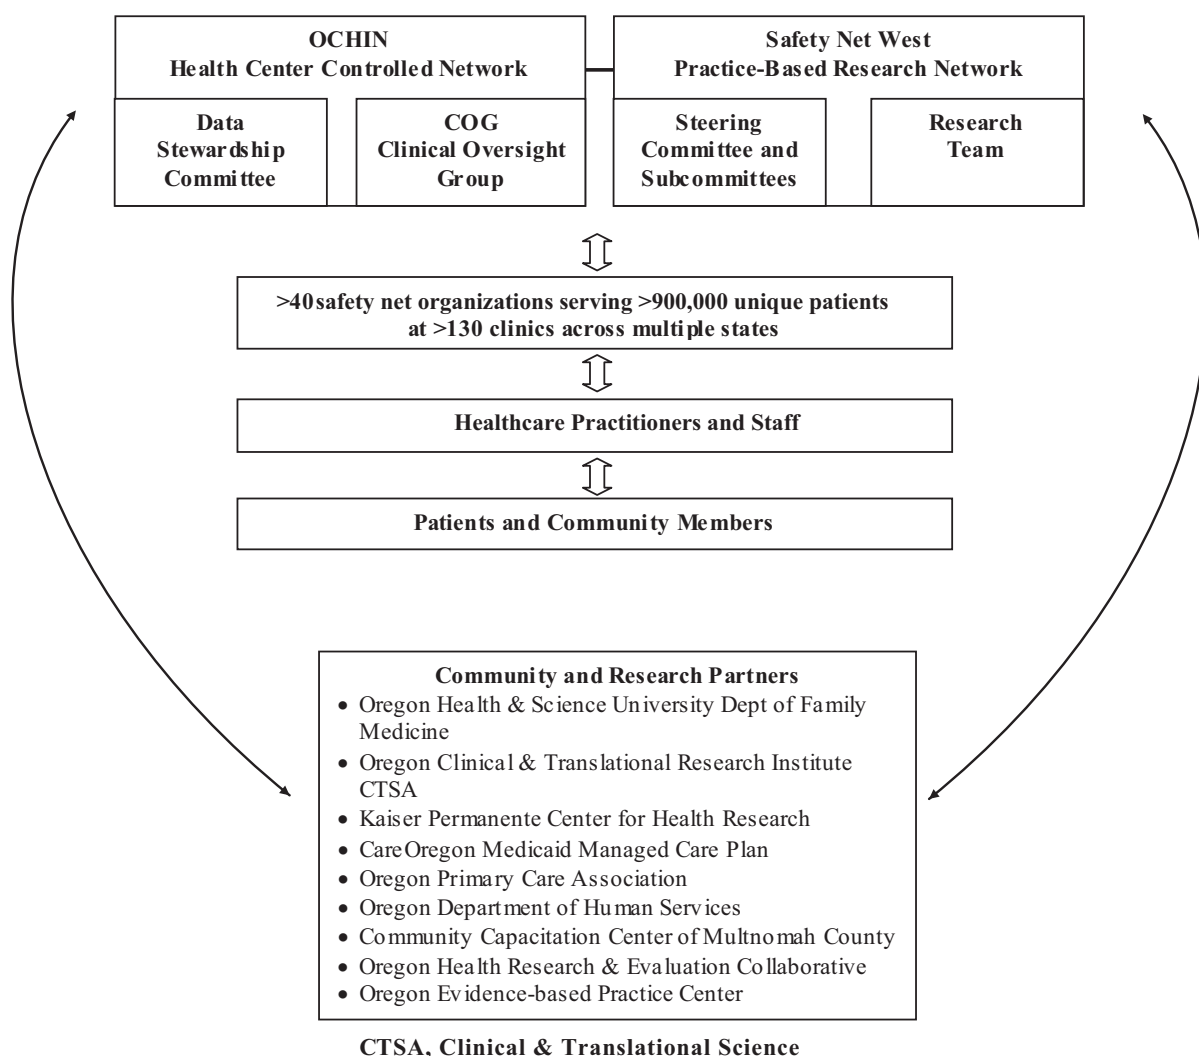 OCHIN
Health Center Controlled Network
Safety Net West
Practice-Based Research Network
Data
Stewardship
Committee
COG
Clinical Oversight
Group
Steering
Committee and
Subcommittees
Research
Team
>40 safety net organizations serving >900,000 unique patients
at >130 clinics across multiple states
Healthcare Practitioners and Staff
Patients and Community Members
Community and Research Partners
• Oregon Health & Science University Dept of Family
Medicine
• Oregon Clinical & Translational Research Institute
CTSA
• Kaiser Permanente Center for Health Research
• CareOregon Medicaid Managed Care Plan
• Oregon Primary Care Association
• Oregon Department of Human Services
• Community Capacitation Center of Multnomah County
• Oregon Health Research & Evaluation Collaborative
• Oregon Evidence-based Practice Center
CTSA, Clinical & Translational Science